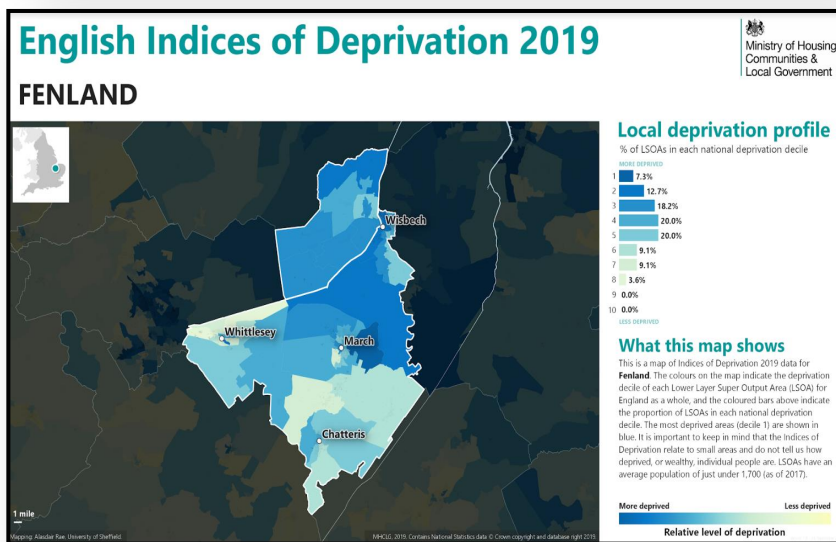 English Indices of Deprivation 2019
FENLAND
Ministry of Housing
Communities &
Local Government
Wisbech
Whittlesey
March
Chatteris
1 mile
Mapping: Alasdair Rae. University of Sheffield.
MHCLG, 2019. Contains National Statistics data © Crown copyright and database right 2019.
Local deprivation profile
% of LSOAs in each national deprivation decile
MORE DEPRIVED
1 7.3%
2 12.7%
3 18.2%
4 20.0%
5 20.0%
6 9.1%
7 9.1%
8 3.6%
9 0.0%
10 0.0%
LESS DEPRIVED
What this map shows
This is a map of Indices of Deprivation 2019 data for
Fenland. The colours on the map indicate the deprivation
decile of each Lower Layer Super Output Area (LSOA) for
England as a whole, and the coloured bars above indicate
the proportion of LSOAs in each national deprivation
decile. The most deprived areas (decile 1) are shown in
blue. It is important to keep in mind that the Indices of
Deprivation relate to small areas and do not tell us how
deprived, or wealthy, individual people are. LSOAs have an
average population of just under 1,700 (as of 2017).
More deprived Less deprived
Relative level of deprivation